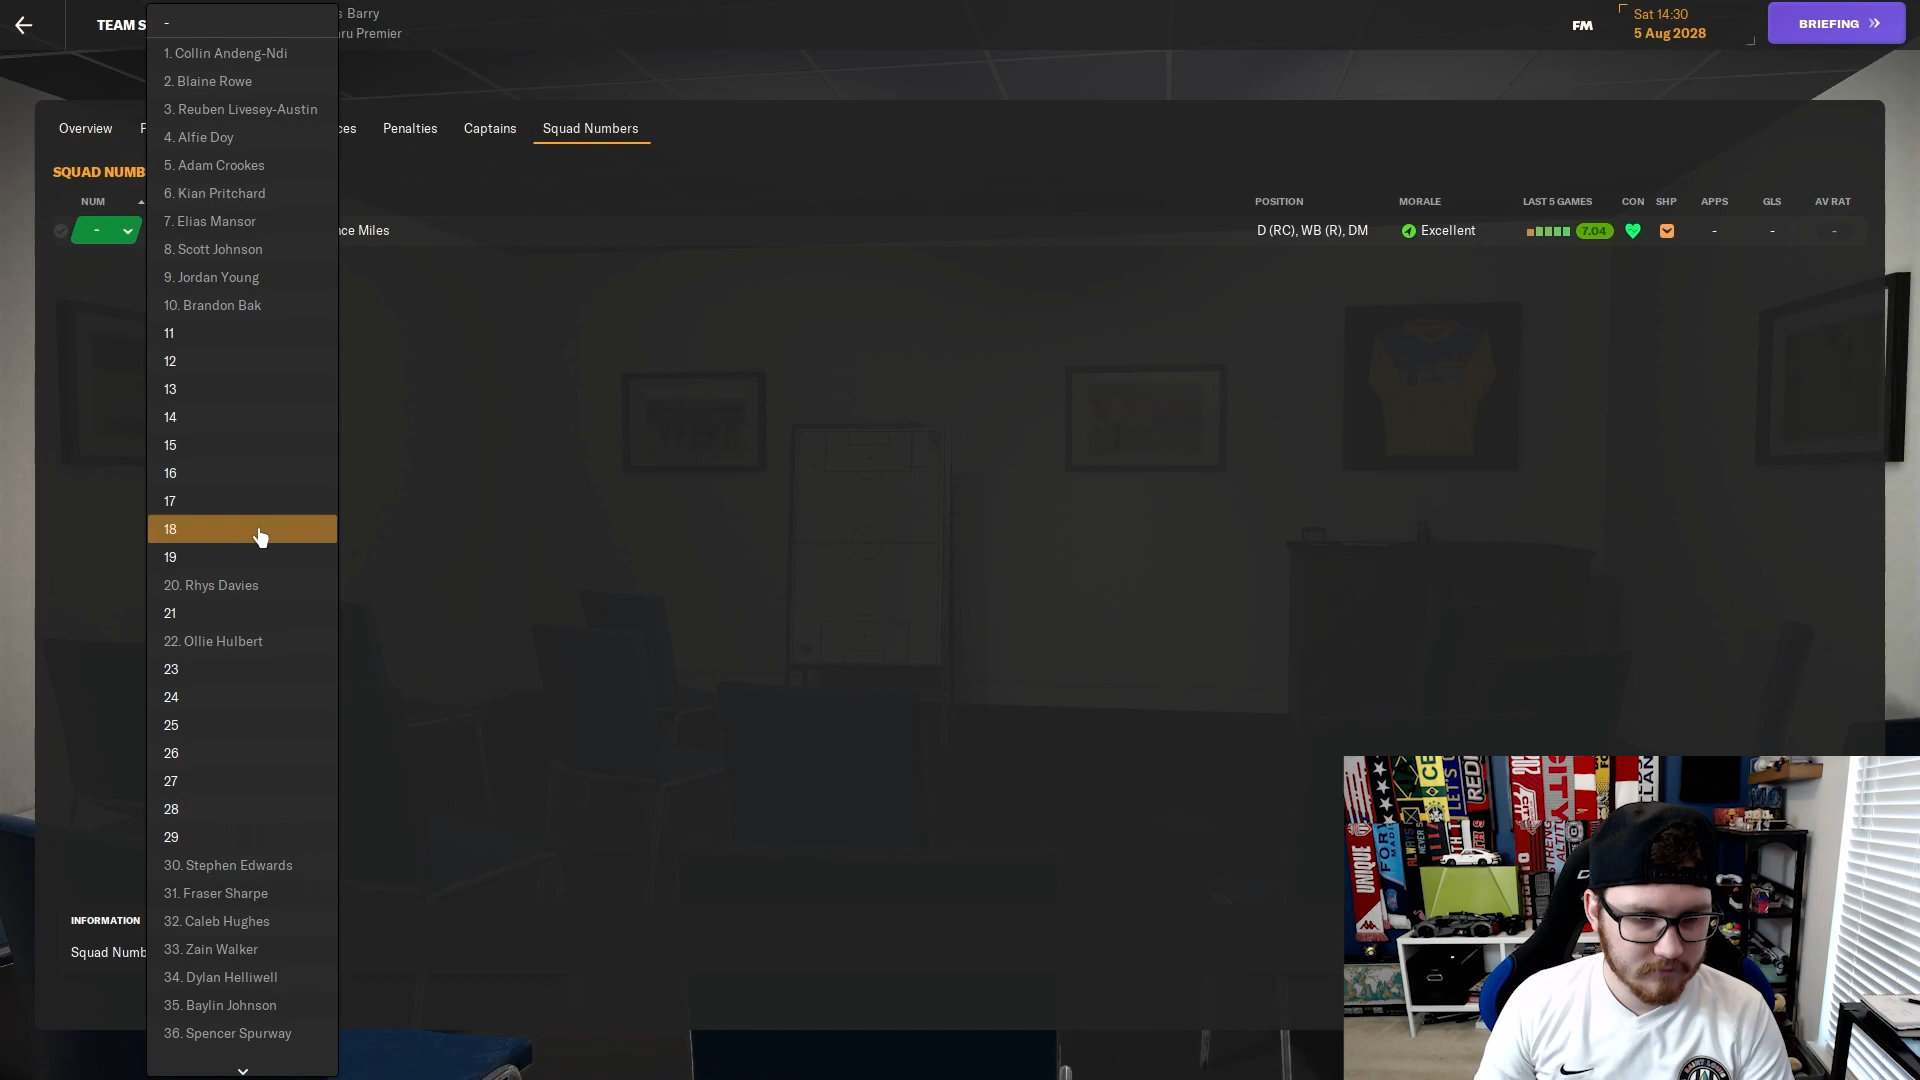 TEAM S
s Barry
ru Premier
FM
Sat 14:30
5 Aug 2028
BRIEFING
Overview
ces
Penalties
Captains
Squad Numbers
SQUAD NUMB
NUM
POSITION
MORALE
LAST 5 GAMES
CON
SHP
APPS
GLS
AV RAT
-
nce Miles
D (RC), WB (R), DM
Excellent
7.04
-
-
-
-
1. Collin Andeng-Ndi
2. Blaine Rowe
3. Reuben Livesey-Austin
4. Alfie Doy
5. Adam Crookes
6. Kian Pritchard
7. Elias Mansor
8. Scott Johnson
9. Jordan Young
10. Brandon Bak
11
12
13
14
15
16
17
18
19
20. Rhys Davies
21
22. Ollie Hulbert
23
24
25
26
27
28
29
30. Stephen Edwards
31. Fraser Sharpe
32. Caleb Hughes
33. Zain Walker
34. Dylan Helliwell
35. Baylin Johnson
36. Spencer Spurway
INFORMATION
Squad Numb
UNIQUE
ALWAYS
LET'S
REDI
CITY